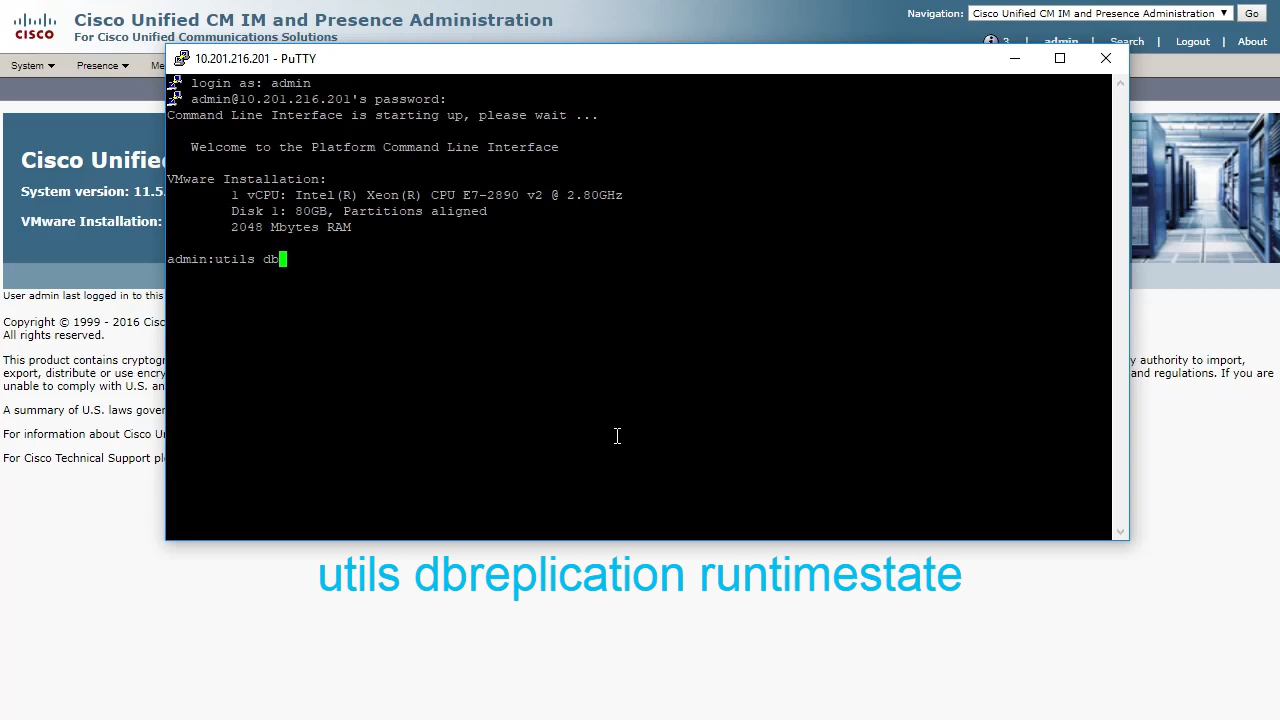 Cisco Unified CM IM and Presence Administration
For Cisco Unified Communications Solutions
Navigation: Cisco Unified CM IM and Presence Administration Go
3 admin Search Logout About
CISCO
System Presence Me
10.201.216.201 - PuTTY
login as: admin
admin@10.201.216.201's password:
Command Line Interface is starting up, please wait ...
Welcome to the Platform Command Line Interface
VMware Installation:
1 vCPU: Intel(R) Xeon(R) CPU E7-2890 v2 @ 2.80GHz
Disk 1: 80GB, Partitions aligned
2048 Mbytes RAM
admin:utils db
Cisco Unified
System version: 11.5.
VMware Installation:
User admin last logged in to this
Copyright © 1999 - 2016 Cisc
All rights reserved.
This product contains cryptogr
y authority to import,
export, distribute or use encry
and regulations. If you are
unable to comply with U.S. an
A summary of U.S. laws gover
For information about Cisco Un
For Cisco Technical Support ple
utils dbreplication runtimestate